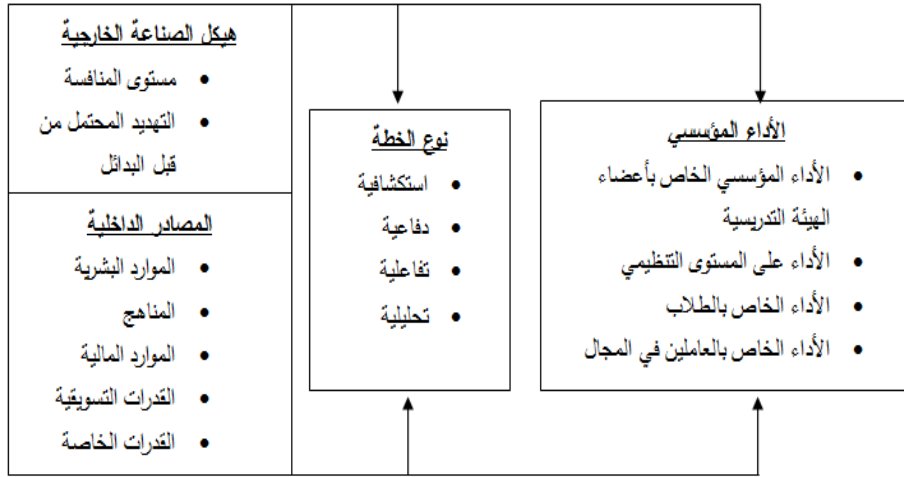 هيكل الصناعة الخارجية
• مستوى المنافسة
• التهديد المحتمل من
قبل البدائل
المصادر الداخلية
• الموارد البشرية
• المناهج
• الموارد المالية
• القدرات التسويقية
• القدرات الخاصة
نوع الخطة
• استكشافية
• دفاعية
• تفاعلية
• تحليلية
الأداء المؤسسي
• الأداء المؤسسي الخاص بأعضاء
الهيئة التدريسية
• الأداء على المستوى التنظيمي
• الأداء الخاص بالطلاب
• الأداء الخاص بالعاملين في المجال